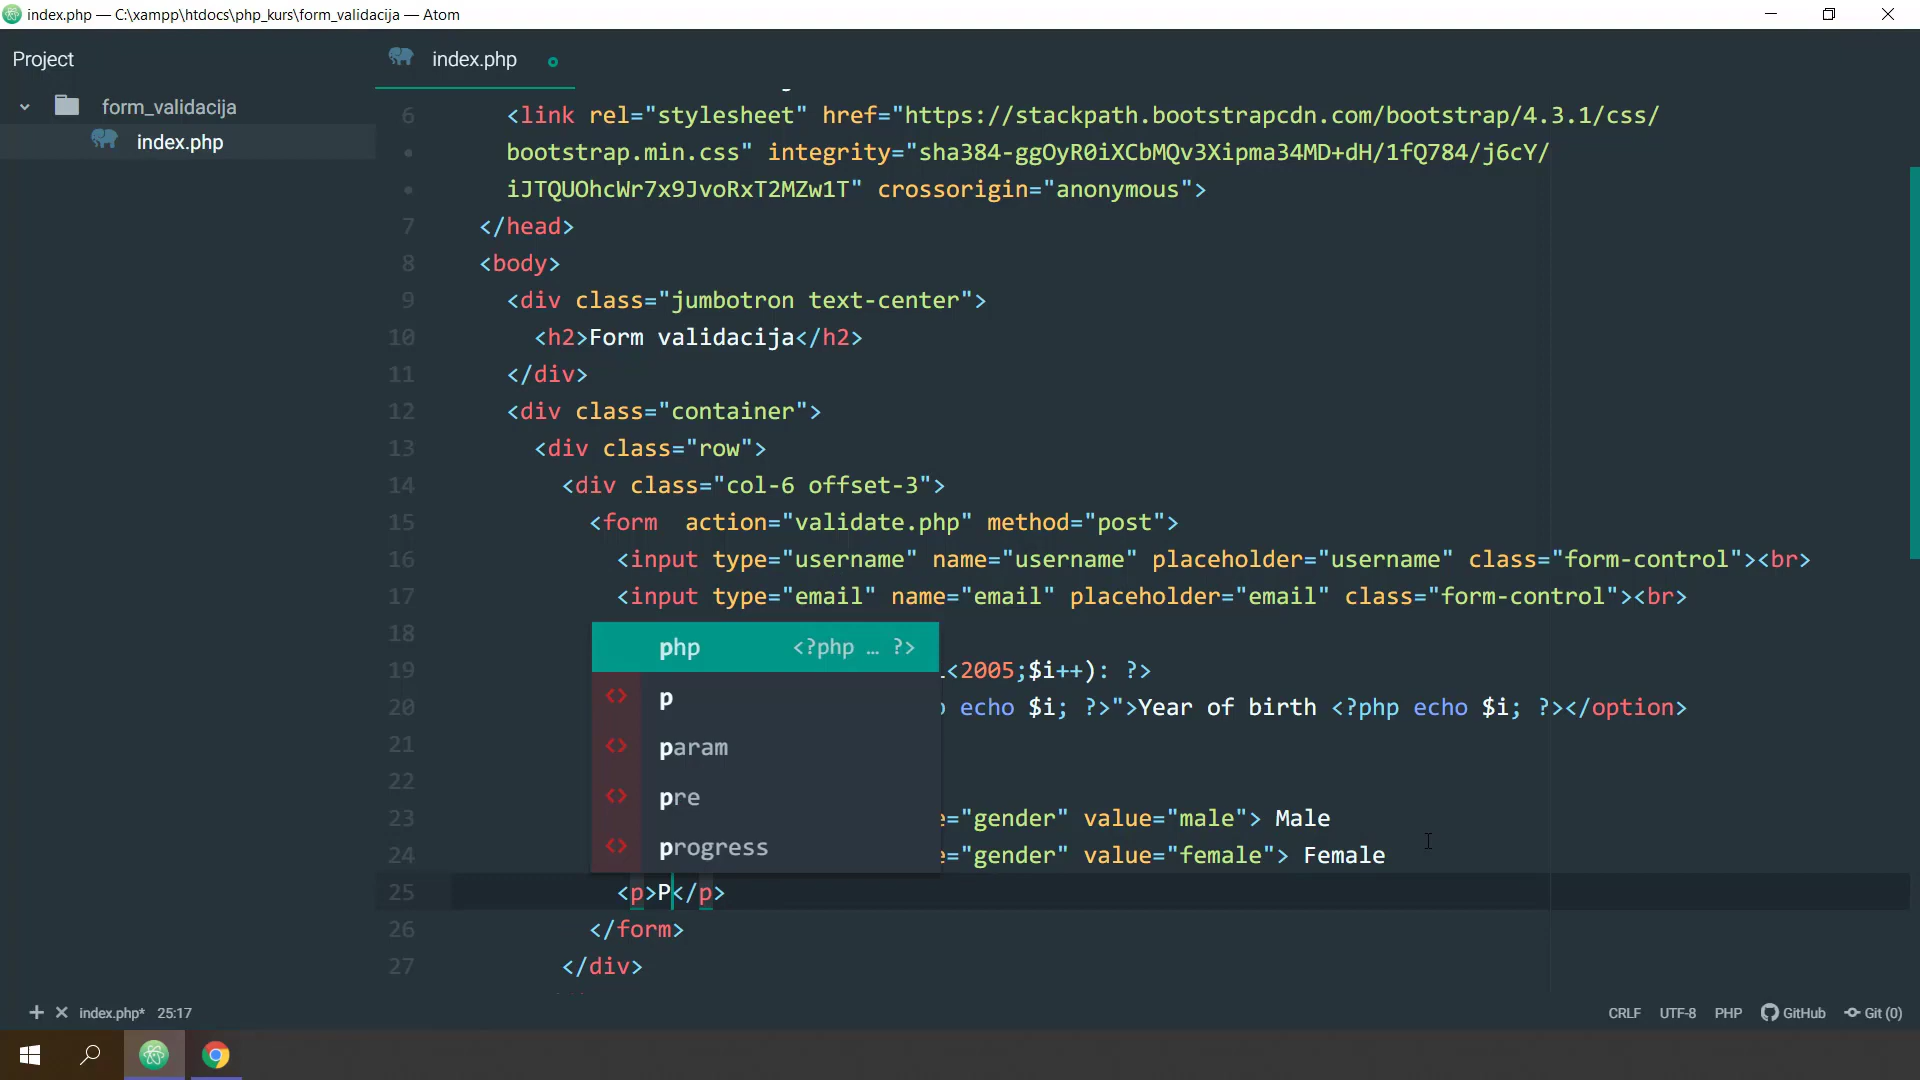 index.php — C:\xampp\htdocs\php_kurs\form_validacija — Atom
Project
index.php
form_validacija
index.php
6 <link rel="stylesheet" href="https://stackpath.bootstrapcdn.com/bootstrap/4.3.1/css/
• bootstrap.min.css" integrity="sha384-ggOyR0iXCbMQv3Xipma34MD+dH/1fQ784/j6cY/
• iJTQUOhcWr7x9JvoRxT2MZw1T" crossorigin="anonymous">
7 </head>
8 <body>
9 <div class="jumbotron text-center">
10 <h2>Form validacija</h2>
11 </div>
12 <div class="container">
13 <div class="row">
14 <div class="col-6 offset-3">
15 <form  action="validate.php" method="post">
16 <input type="username" name="username" placeholder="username" class="form-control"><br>
17 <input type="email" name="email" placeholder="email" class="form-control"><br>
18
php <?php … ?>
p
param
pre
progress
19 <2005;$i++): ?>
20 echo $i; ?>">Year of birth <?php echo $i; ?></option>
21
22
23 ="gender" value="male"> Male
24 ="gender" value="female"> Female
25 <p>P</p>
26 </form>
27 </div>
index.php* 25:17
CRLF UTF-8 PHP GitHub Git (0)